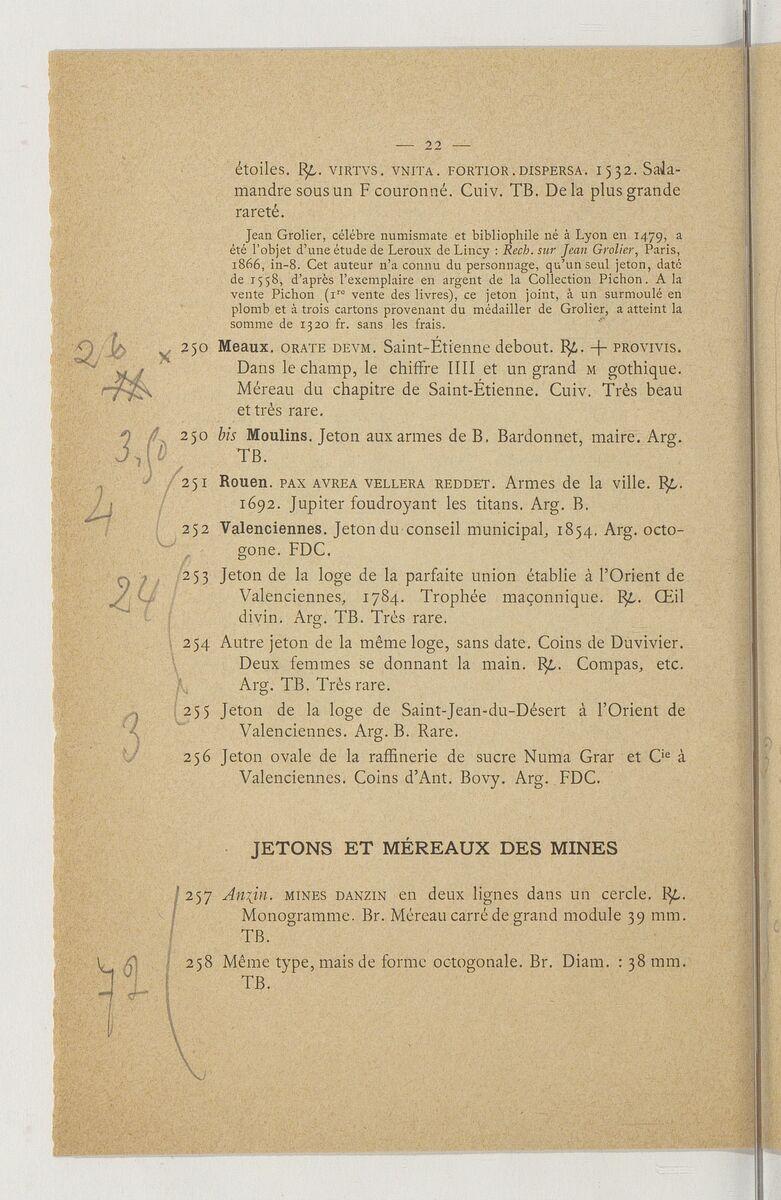 — 22 —
étoiles. ℞. VIRTVS. VNITA. FORTIOR. DISPERSA. 1532. Sala-
mandre sous un F couronné. Cuiv. TB. De la plus grande
rareté.
Jean Grolier, célébre numismate et bibliophile né à Lyon en 1479, a
été l'objet d'une étude de Leroux de Lincy : Rech. sur Jean Grolier, Paris,
1866, in-8. Cet auteur n'a connu du personnage, qu'un seul jeton, daté
de 1558, d'après l'exemplaire en argent de la Collection Pichon. A la
vente Pichon (1re vente des livres), ce jeton joint, à un surmoulé en
plomb et à trois cartons provenant du médailler de Grolier, a atteint la
somme de 1320 fr. sans les frais.
x 250 Meaux. ORATE DEVM. Saint-Étienne debout. ℞. + PROVIVIS.
Dans le champ, le chiffre IIII et un grand M gothique.
Méreau du chapitre de Saint-Étienne. Cuiv. Très beau
et très rare.
3,50
250 bis Moulins. Jeton aux armes de B. Bardonnet, maire. Arg.
TB.
4
251 Rouen. PAX AVREA VELLERA REDDET. Armes de la ville. ℞.
1692. Jupiter foudroyant les titans. Arg. B.
252 Valenciennes. Jeton du conseil municipal, 1854. Arg. octo-
gone. FDC.
24
253 Jeton de la loge de la parfaite union établie à l'Orient de
Valenciennes, 1784. Trophée maçonnique. ℞. Œil
divin. Arg. TB. Très rare.
254 Autre jeton de la même loge, sans date. Coins de Duvivier.
Deux femmes se donnant la main. ℞. Compas, etc.
Arg. TB. Très rare.
255 Jeton de la loge de Saint-Jean-du-Désert à l'Orient de
Valenciennes. Arg. B. Rare.
3
256 Jeton ovale de la raffinerie de sucre Numa Grar et Cie à
Valenciennes. Coins d'Ant. Bovy. Arg. FDC.
JETONS ET MÉREAUX DES MINES
257 Anzin. MINES DANZIN en deux lignes dans un cercle. ℞.
Monogramme. Br. Méreau carré de grand module 39 mm.
TB.
72
258 Même type, mais de forme octogonale. Br. Diam. : 38 mm.
TB.